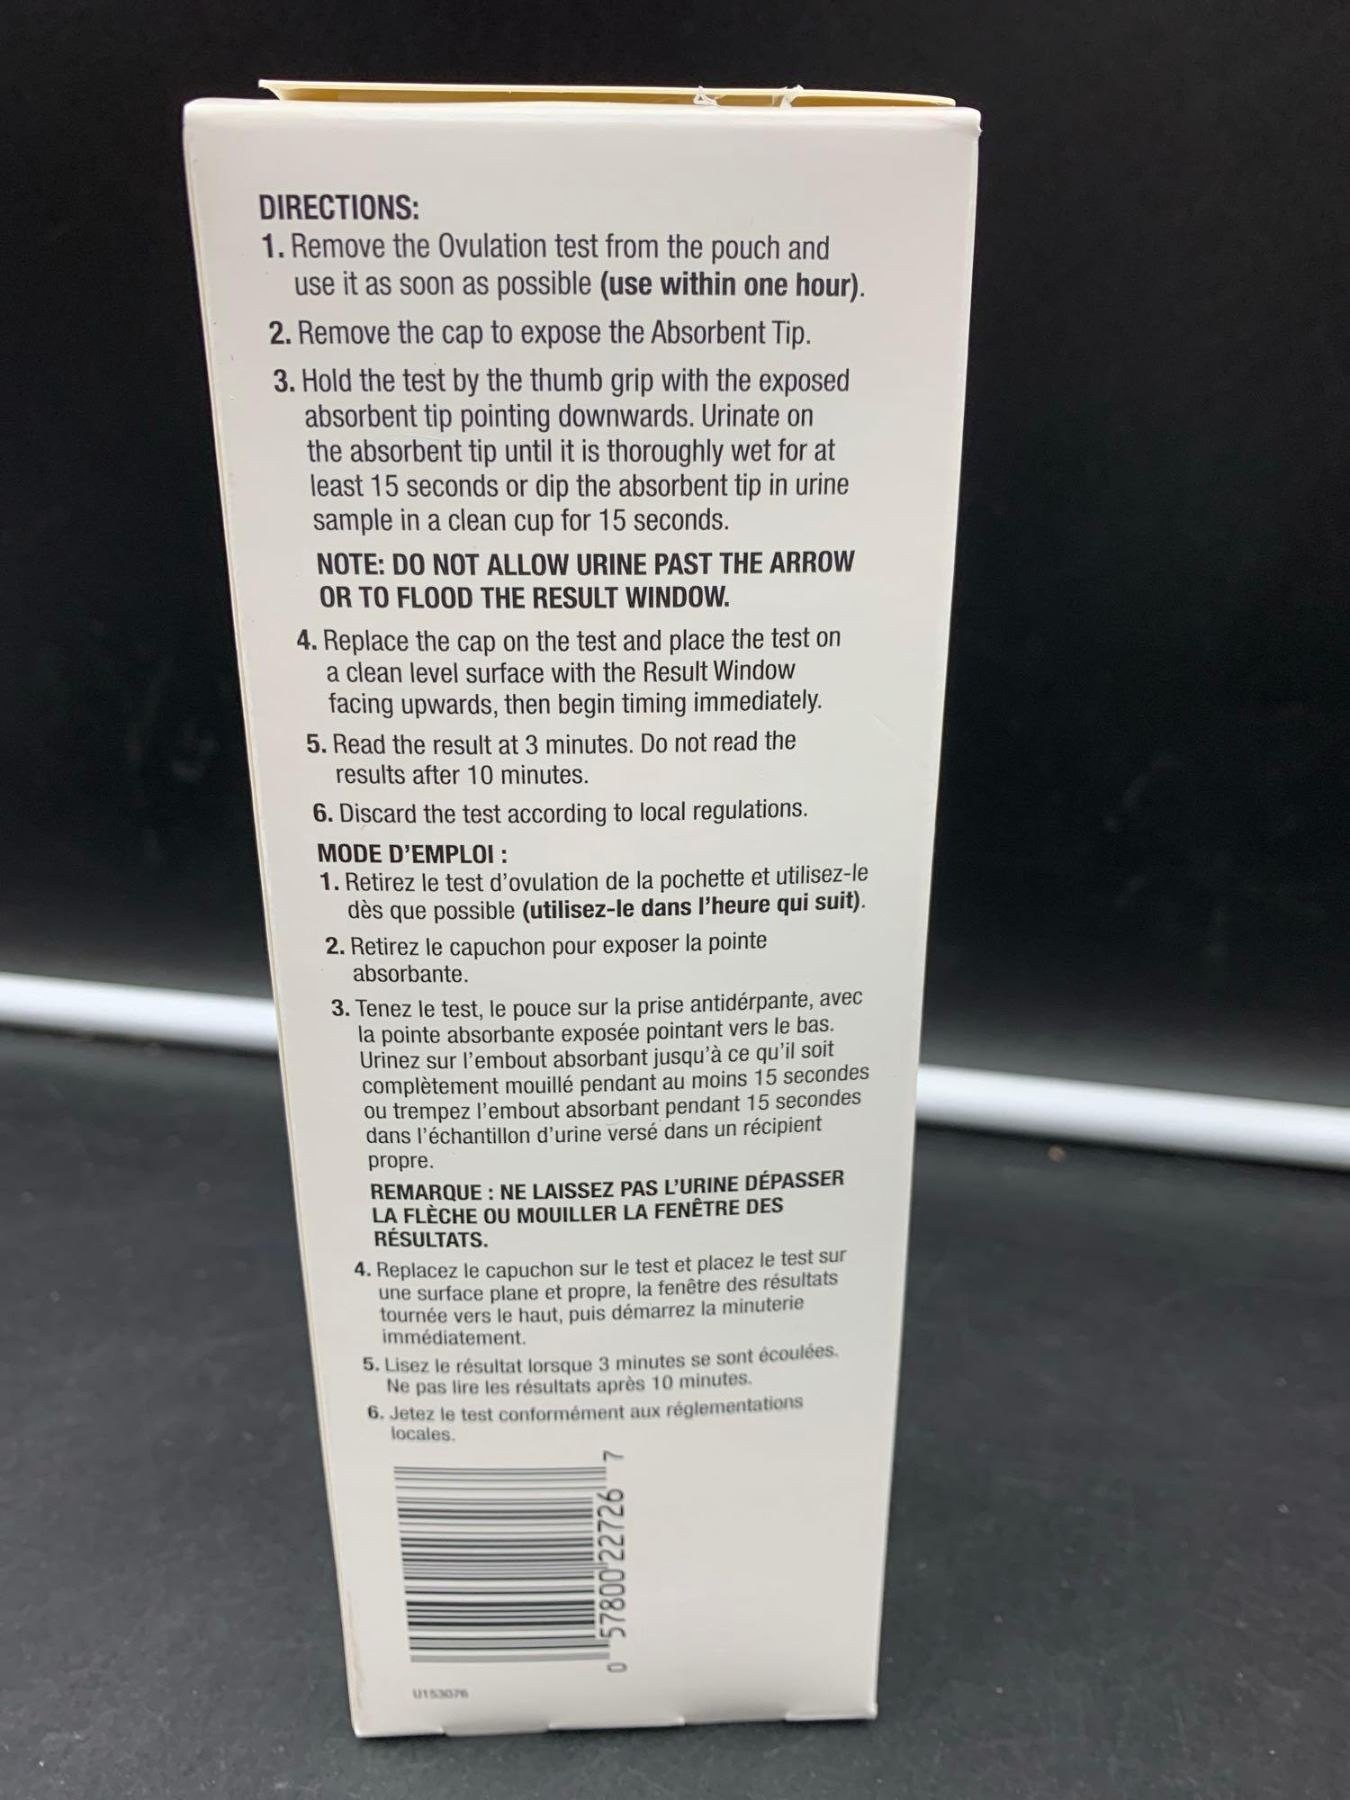 DIRECTIONS:
1. Remove the Ovulation test from the pouch and
use it as soon as possible (use within one hour).
2. Remove the cap to expose the Absorbent Tip.
3. Hold the test by the thumb grip with the exposed
absorbent tip pointing downwards. Urinate on
the absorbent tip until it is thoroughly wet for at
least 15 seconds or dip the absorbent tip in urine
sample in a clean cup for 15 seconds.
NOTE: DO NOT ALLOW URINE PAST THE ARROW
OR TO FLOOD THE RESULT WINDOW.
4. Replace the cap on the test and place the test on
a clean level surface with the Result Window
facing upwards, then begin timing immediately.
5. Read the result at 3 minutes. Do not read the
results after 10 minutes.
6. Discard the test according to local regulations.
MODE D'EMPLOI :
1. Retirez le test d'ovulation de la pochette et utilisez-le
dès que possible (utilisez-le dans l'heure qui suit).
2. Retirez le capuchon pour exposer la pointe
absorbante.
3. Tenez le test, le pouce sur la prise antidérpante, avec
la pointe absorbante exposée pointant vers le bas.
Urinez sur l'embout absorbant jusqu'à ce qu'il soit
complètement mouillé pendant au moins 15 secondes
ou trempez l'embout absorbant pendant 15 secondes
dans l'échantillon d'urine versé dans un récipient
propre.
REMARQUE : NE LAISSEZ PAS L'URINE DÉPASSER
LA FLÈCHE OU MOUILLER LA FENÊTRE DES
RÉSULTATS.
4. Replacez le capuchon sur le test et placez le test sur
une surface plane et propre, la fenêtre des résultats
tournée vers le haut, puis démarrez la minuterie
immédiatement.
5. Lisez le résultat lorsque 3 minutes se sont écoulées.
Ne pas lire les résultats après 10 minutes.
6. Jetez le test conformément aux réglementations
locales.
0 57800 22726 7
U153076